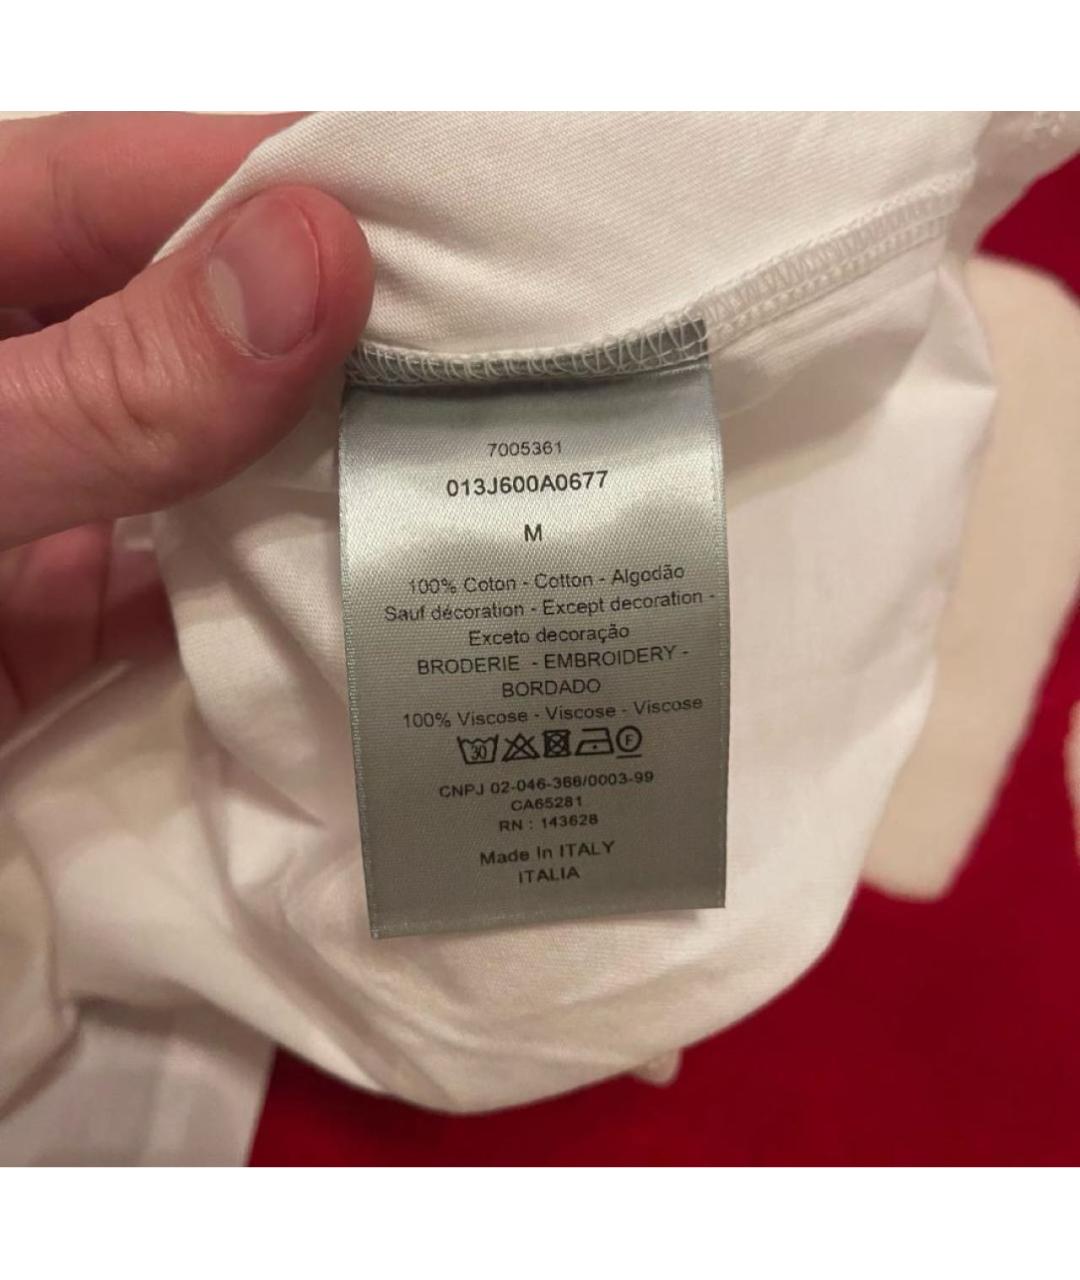 7005361
013J600A0677
M
100% Coton - Cotton - Algodão
Sauf décoration - Except decoration -
Exceto decoração
BRODERIE - EMBROIDERY -
BORDADO
100% Viscose - Viscose - Viscose
30 F
CNPJ 02-046-366/0003-99
CA65281
RN : 143628
Made In ITALY
ITALIA